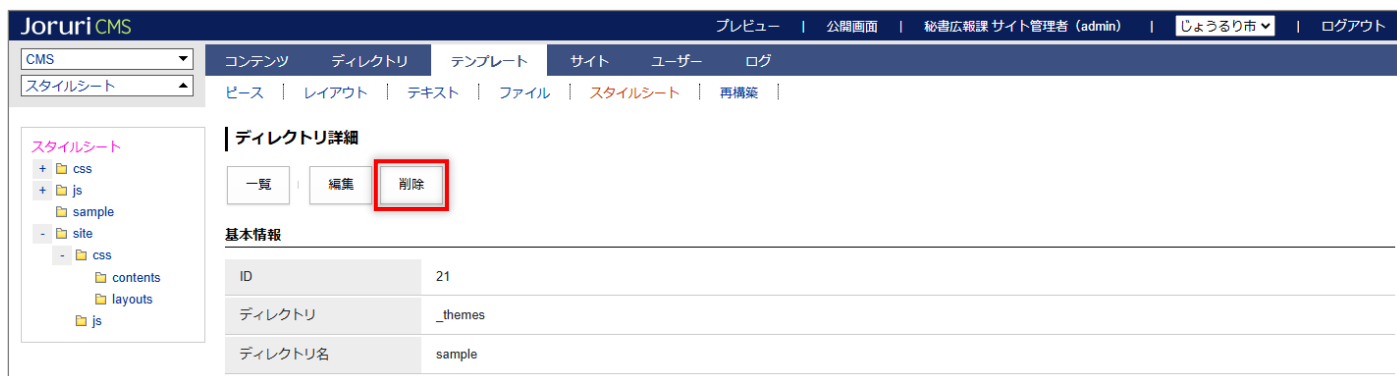 Joruri CMS プレビュー | 公開画面 | 秘書広報課 サイト管理者（admin） | じょうるり市 | ログアウト
CMS コンテンツ ディレクトリ テンプレート サイト ユーザー ログ
スタイルシート ピース レイアウト テキスト ファイル スタイルシート 再構築
ディレクトリ詳細
スタイルシート
+ css
+ js
sample
- site
- css
contents
layouts
js
一覧 編集 削除
基本情報
ID 21
ディレクトリ _themes
ディレクトリ名 sample